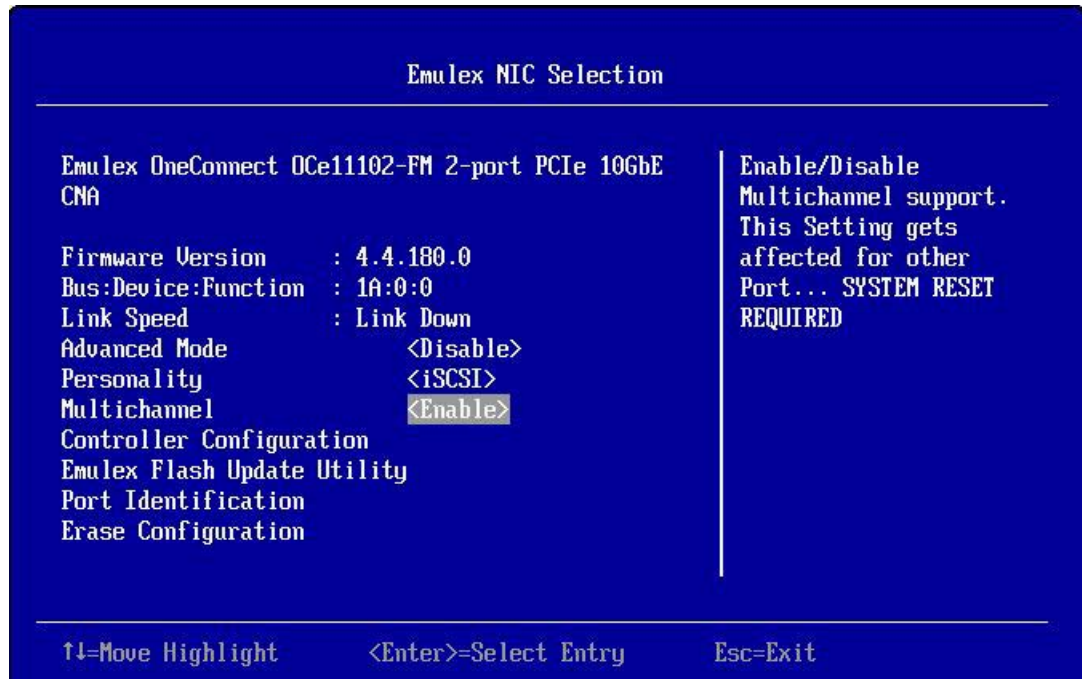 Emulex NIC Selection
Emulex OneConnect OCe11102-FM 2-port PCIe 10GbE
CNA
Firmware Version : 4.4.180.0
Bus:Device:Function : 1A:0:0
Link Speed : Link Down
Advanced Mode <Disable>
Personality <iSCSI>
Multichannel <Enable>
Controller Configuration
Emulex Flash Update Utility
Port Identification
Erase Configuration
Enable/Disable
Multichannel support.
This Setting gets
affected for other
Port... SYSTEM RESET
REQUIRED
↑↓=Move Highlight <Enter>=Select Entry Esc=Exit